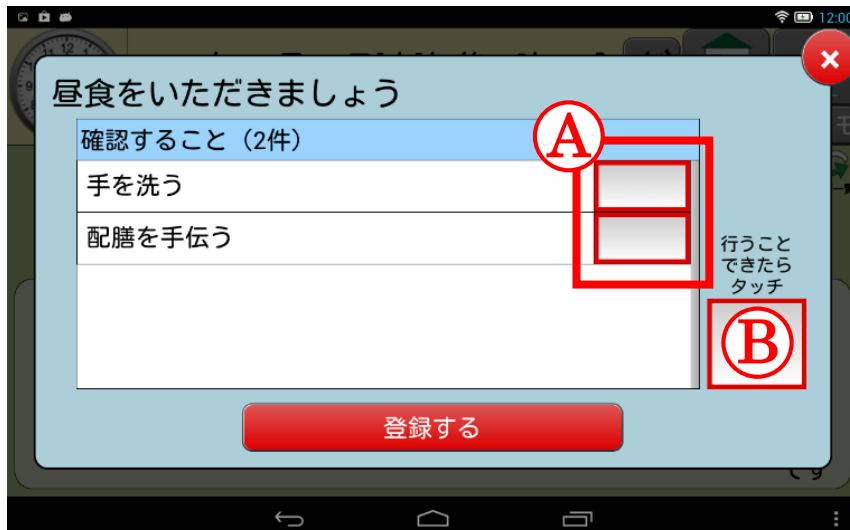 12:00
昼食をいただきましょう
確認すること（2件）
A
手を洗う
配膳を手伝う
行うこと
できたら
タッチ
B
登録する